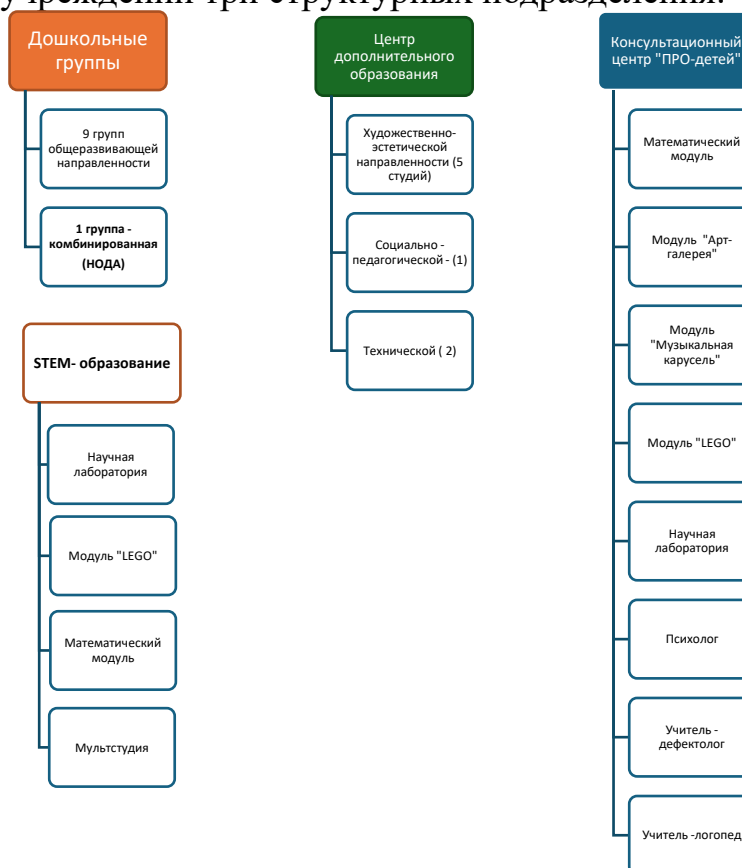 учреждении три структурных подразделения:
Дошкольные
группы
9 групп
общеразвивающей
направленности
1 группа -
комбинированная
(НОДА)
STEM- образование
Научная
лаборатория
Модуль "LEGO"
Математический
модуль
Мультстудия
Центр
дополнительного
образования
Художественно-
эстетической
направленности (5
студий)
Социально -
педагогической - (1)
Технической ( 2)
Консультационный
центр "ПРО-детей"
Математический
модуль
Модуль "Арт-
галерея"
Модуль
"Музыкальная
карусель"
Модуль "LEGO"
Научная
лаборатория
Психолог
Учитель -
дефектолог
Учитель -логопед